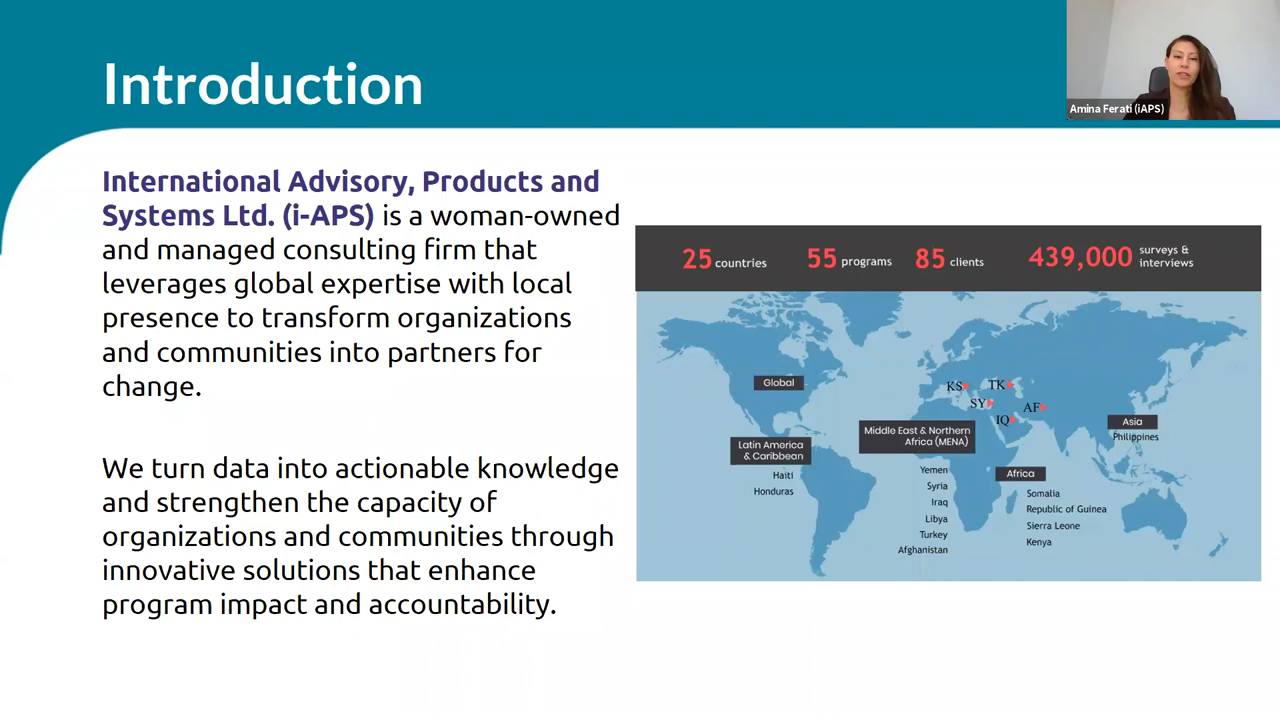 Introduction
Amina Ferati (iAPS)
International Advisory, Products and
Systems Ltd. (i-APS) is a woman-owned
and managed consulting firm that
leverages global expertise with local
presence to transform organizations
and communities into partners for
change.
We turn data into actionable knowledge
and strengthen the capacity of
organizations and communities through
innovative solutions that enhance
program impact and accountability.
25 countries
55 programs
85 clients
439,000 surveys &
interviews
Global
KS
TK
SY
AF
IQ
Latin America
& Caribbean
Haiti
Honduras
Middle East & Northern
Africa (MENA)
Yemen
Syria
Iraq
Libya
Turkey
Afghanistan
Africa
Somalia
Republic of Guinea
Sierra Leone
Kenya
Asia
Philippines